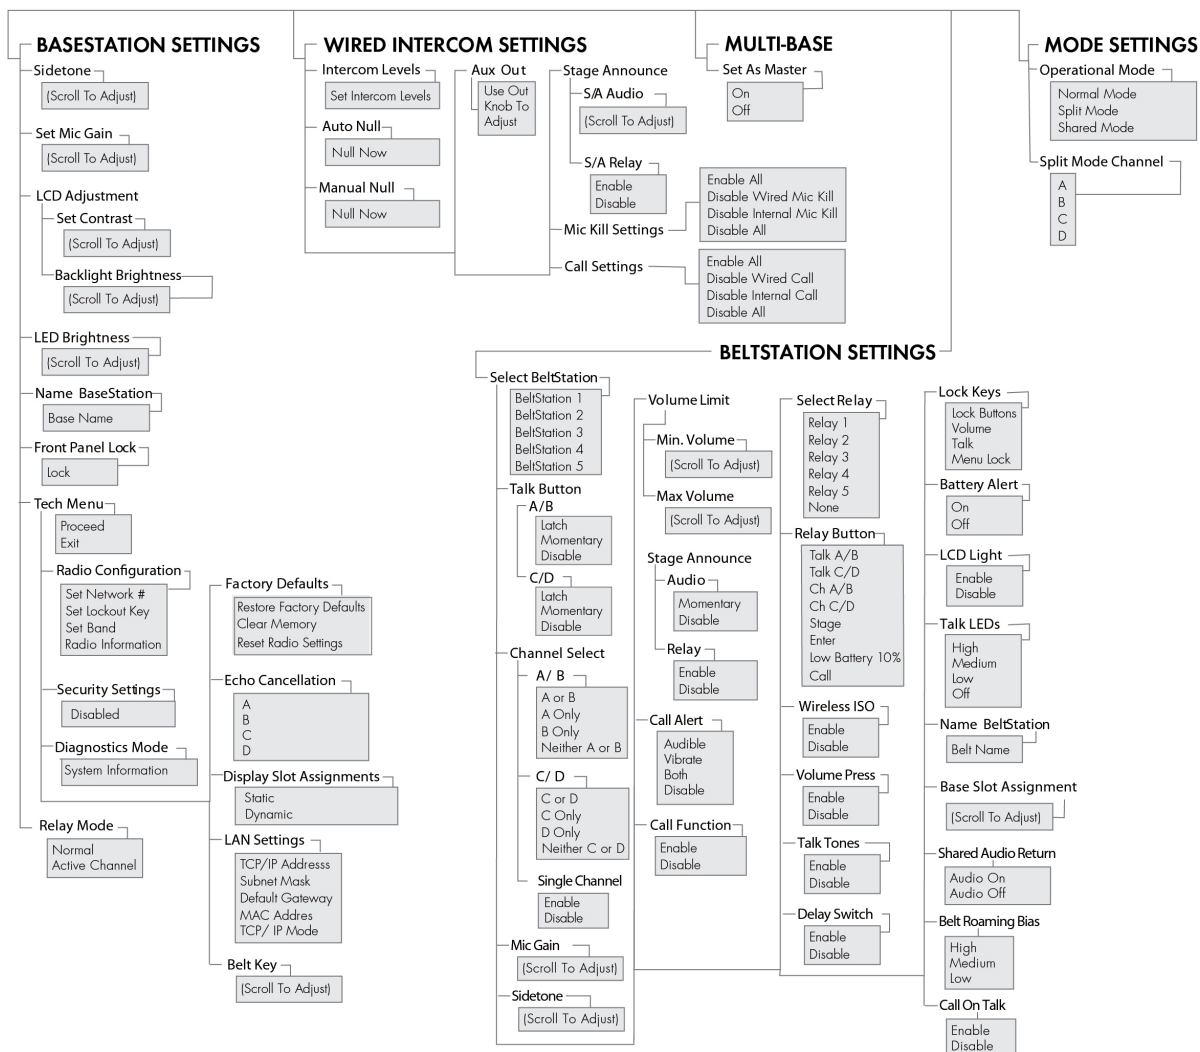 BASESTATION SETTINGS
Sidetone
(Scroll To Adjust)
Set Mic Gain
(Scroll To Adjust)
LCD Adjustment
Set Contrast
(Scroll To Adjust)
Backlight Brightness
(Scroll To Adjust)
LED Brightness
(Scroll To Adjust)
Name BaseStation
Base Name
Front Panel Lock
Lock
Tech Menu
Proceed
Exit
Radio Configuration
Set Network #
Set Lockout Key
Set Band
Radio Information
Security Settings
Disabled
Diagnostics Mode
System Information
Relay Mode
Normal
Active Channel
Factory Defaults
Restore Factory Defaults
Clear Memory
Reset Radio Settings
Echo Cancellation
A
B
C
D
Display Slot Assignments
Static
Dynamic
LAN Settings
TCP/IP Addresss
Subnet Mask
Default Gateway
MAC Addres
TCP/ IP Mode
Belt Key
(Scroll To Adjust)
WIRED INTERCOM SETTINGS
Intercom Levels
Set Intercom Levels
Auto Null
Null Now
Manual Null
Null Now
Aux Out
Use Out
Knob To
Adjust
Stage Announce
S/A Audio
(Scroll To Adjust)
S/A Relay
Enable
Disable
Mic Kill Settings
Enable All
Disable Wired Mic Kill
Disable Internal Mic Kill
Disable All
Call Settings
Enable All
Disable Wired Call
Disable Internal Call
Disable All
MULTI-BASE
Set As Master
On
Off
MODE SETTINGS
Operational Mode
Normal Mode
Split Mode
Shared Mode
Split Mode Channel
A
B
C
D
BELTSTATION SETTINGS
Select BeltStation
BeltStation 1
BeltStation 2
BeltStation 3
BeltStation 4
BeltStation 5
Talk Button
A/B
Latch
Momentary
Disable
C/D
Latch
Momentary
Disable
Channel Select
A/ B
A or B
A Only
B Only
Neither A or B
C/ D
C or D
C Only
D Only
Neither C or D
Single Channel
Enable
Disable
Mic Gain
(Scroll To Adjust)
Sidetone
(Scroll To Adjust)
Volume Limit
Min. Volume
(Scroll To Adjust)
Max Volume
(Scroll To Adjust)
Stage Announce
Audio
Momentary
Disable
Relay
Enable
Disable
Call Alert
Audible
Vibrate
Both
Disable
Call Function
Enable
Disable
Select Relay
Relay 1
Relay 2
Relay 3
Relay 4
Relay 5
None
Relay Button
Talk A/B
Talk C/D
Ch A/B
Ch C/D
Stage
Enter
Low Battery 10%
Call
Wireless ISO
Enable
Disable
Volume Press
Enable
Disable
Talk Tones
Enable
Disable
Delay Switch
Enable
Disable
Lock Keys
Lock Buttons
Volume
Talk
Menu Lock
Battery Alert
On
Off
LCD Light
Enable
Disable
Talk LEDs
High
Medium
Low
Off
Name BeltStation
Belt Name
Base Slot Assignment
(Scroll To Adjust)
Shared Audio Return
Audio On
Audio Off
Belt Roaming Bias
High
Medium
Low
Call On Talk
Enable
Disable